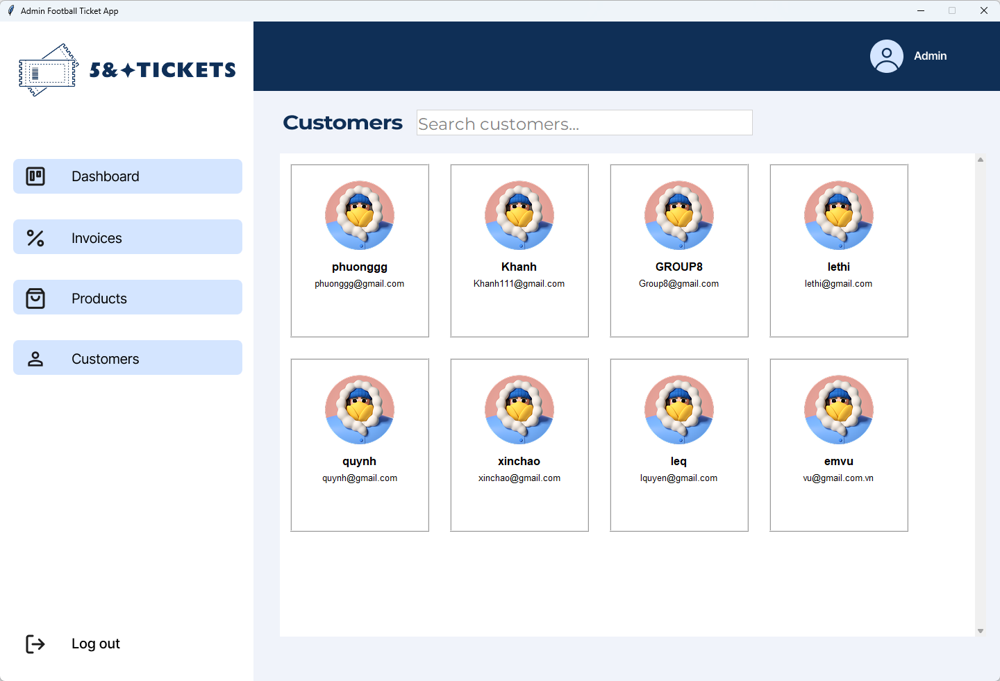 Admin Football Ticket App
5&✦TICKETS
Admin
Customers
Search customers...
Dashboard
Invoices
Products
Customers
Log out
phuonggg
phuonggg@gmail.com
Khanh
Khanh111@gmail.com
GROUP8
Group8@gmail.com
lethi
lethi@gmail.com
quynh
quynh@gmail.com
xinchao
xinchao@gmail.com
leq
lquyen@gmail.com
emvu
vu@gmail.com.vn